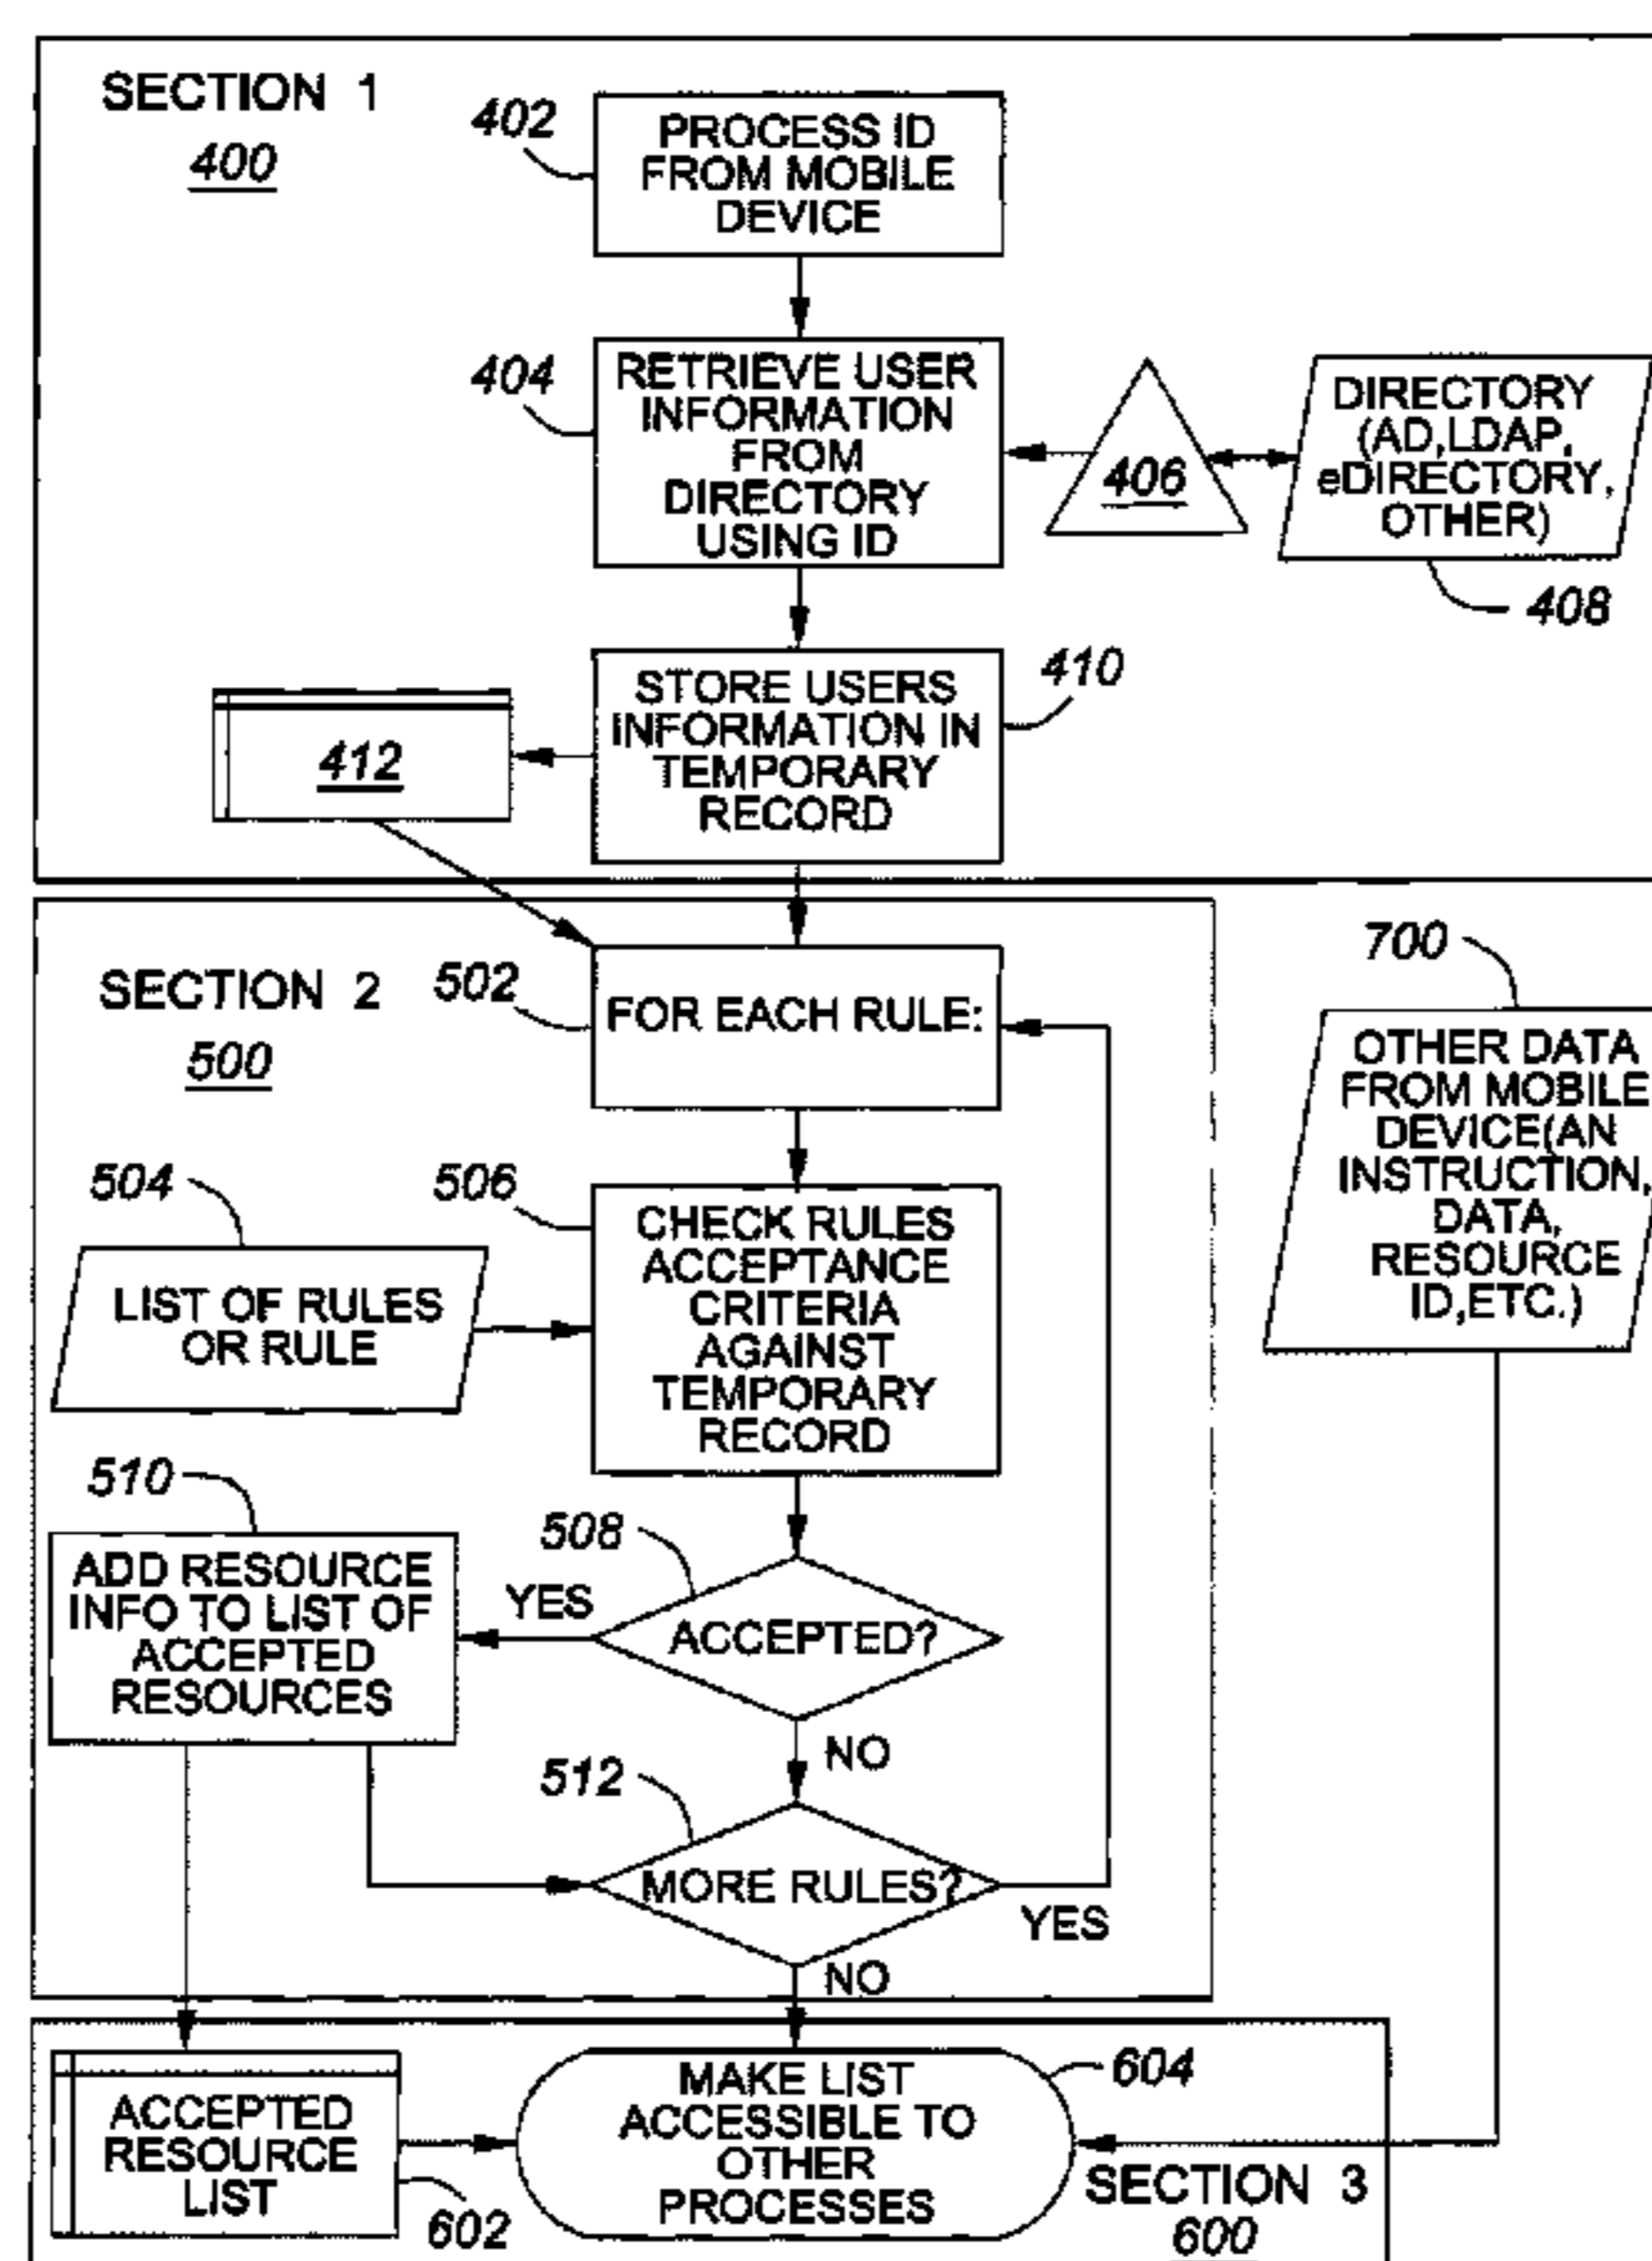 SECTION 1
400
402
PROCESS ID
FROM MOBILE
DEVICE
404
RETRIEVE USER
INFORMATION
FROM
DIRECTORY
USING ID
406
DIRECTORY
(AD,LDAP,
eDIRECTORY,
OTHER)
408
410
STORE USERS
INFORMATION IN
TEMPORARY
RECORD
412
SECTION 2
500
502
FOR EACH RULE:
700
OTHER DATA
FROM MOBILE
DEVICE(AN
INSTRUCTION,
DATA,
RESOURCE
ID,ETC.)
504
LIST OF RULES
OR RULE
506
CHECK RULES
ACCEPTANCE
CRITERIA
AGAINST
TEMPORARY
RECORD
510
ADD RESOURCE
INFO TO LIST OF
ACCEPTED
RESOURCES
508
YES
ACCEPTED?
NO
512
MORE RULES?
YES
NO
ACCEPTED
RESOURCE
LIST
602
MAKE LIST
ACCESSIBLE TO
OTHER
PROCESSES
604
SECTION 3
600